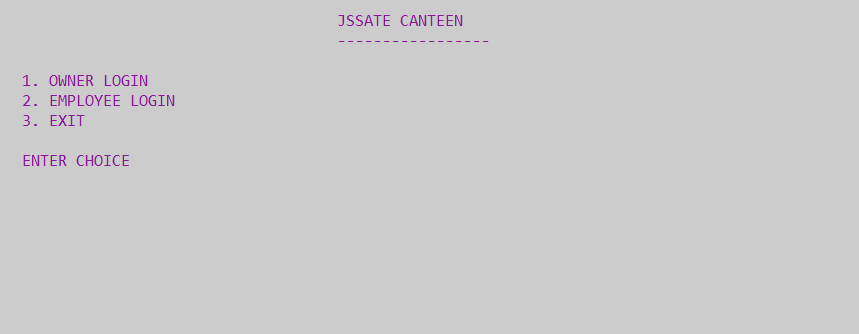 JSSATE CANTEEN
-----------------
1. OWNER LOGIN
2. EMPLOYEE LOGIN
3. EXIT
ENTER CHOICE